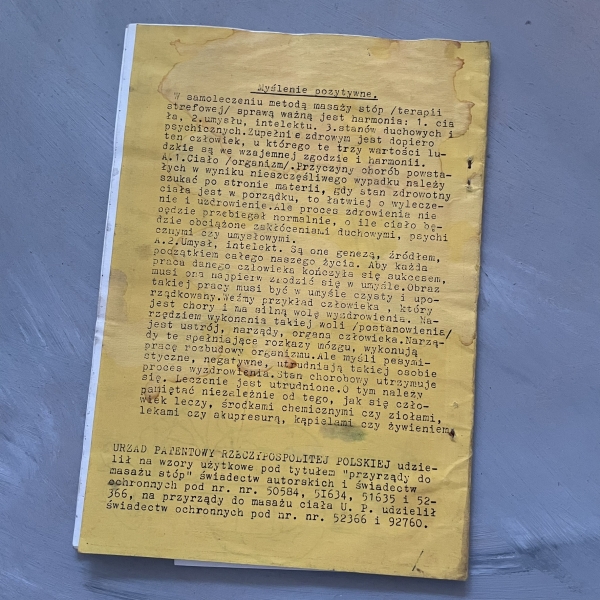 Myślenie pozytywne.
W samoleczeniu metodą masaży stóp /terapii
strefowej/ sprawą ważną jest harmonia: 1. cia
ła, 2.umysłu, intelektu. 3.stanów duchowych i
psychicznych.Zupełnie zdrowym jest dopiero
ten człowiek, u którego te trzy wartości lu-
dzkie są we wzajemnej zgodzie i harmonii.
A.1.Ciało /organizm/.Przyczyny chorób powsta-
łych w wyniku nieszczęśliwego wypadku należy
szukać po stronie materii, gdy stan zdrowotny
ciała jest w porządku, to łatwiej o wylecze-
nie i uzdrowienie.Ale proces zdrowienia nie
będzie przebiegał normalnie, o ile ciało bę-
dzie obciążone zakłóceniami duchowymi, psychi
cznymi czy umysłowymi.
A.2.Umysł, intelekt. Są one genezą, źródłem,
początkiem całego naszego życia. Aby każda
praca danego człowieka kończyła się sukcesem,
musi ona najpierw zrodzić się w umyśle.Obraz
takiej pracy musi być w umyśle czysty i upo-
rządkowany.Weźmy przykład człowieka , który
jest chory i ma silną wolę wyzdrowienia. Na-
rzędziem wykonania takiej woli /postanowienia/
jest ustrój, narządy, organa człowieka.Narzą-
dy te spełniające rozkazy mózgu, wykonują
pracę rozbudowy organizmu.Ale myśli pesymi-
styczne, negatywne, utrudniają takiej osobie
proces wyzdrowienia.Stan chorobowy utrzymuje
się. Leczenie jest utrudnione.O tym należy
pamiętać niezależnie od tego, jak się czło-
wiek leczy, środkami chemicznymi czy ziołami,
lekami czy akupresurą, kąpielami czy żywieniem.
URZĄD PATENTOWY RZECZYPOSPOLITEJ POLSKIEJ udzie-
lił na wzory użytkowe pod tytułem "przyrządy do
masażu stóp" świadectw autorskich i świadectw
ochronnych pod nr. nr. 50584, 51634, 51635 i 52-
366, na przyrządy do masażu ciała U. P. udzielił
świadectw ochronnych pod nr. nr. 52366 i 92760.